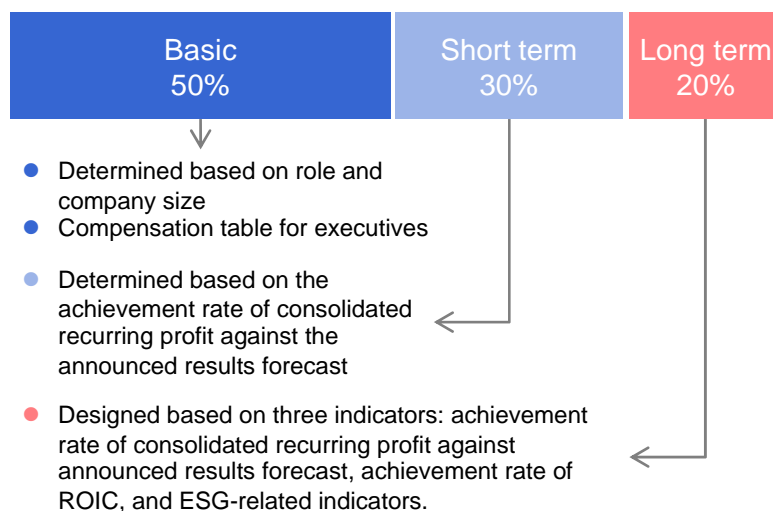 Basic
50%
Short term
30%
Long term
20%
Determined based on role and
company size
Compensation table for executives
Determined based on the
achievement rate of consolidated
recurring profit against the
announced results forecast
Designed based on three indicators: achievement
rate of consolidated recurring profit against
announced results forecast, achievement rate of
ROIC, and ESG-related indicators.